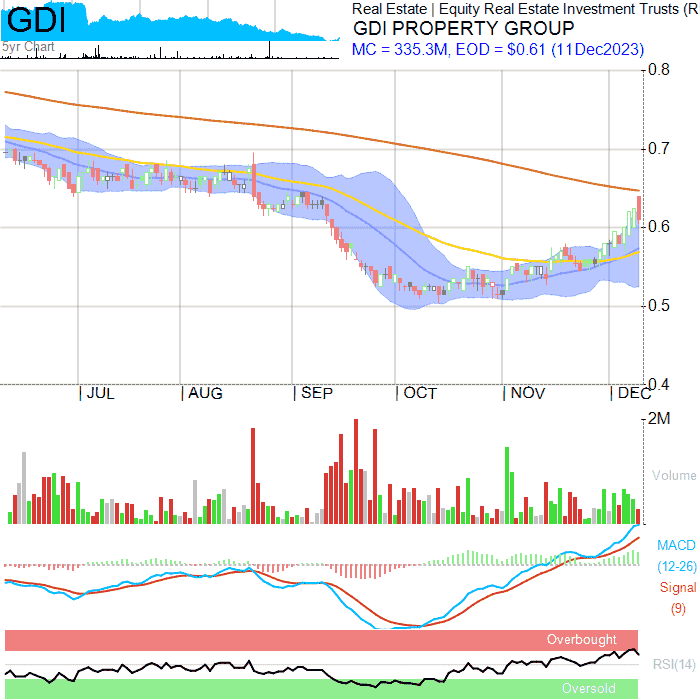 GDI
5yr Chart
Real Estate | Equity Real Estate Investment Trusts (R
GDI PROPERTY GROUP
MC = 335.3M, EOD = $0.61 (11Dec2023)
0.8
0.7
0.6
0.5
0.4
JUL
AUG
SEP
OCT
NOV
DEC
2M
Volume
MACD
(12-26)
Signal
(9)
Overbought
RSI(14)
Oversold